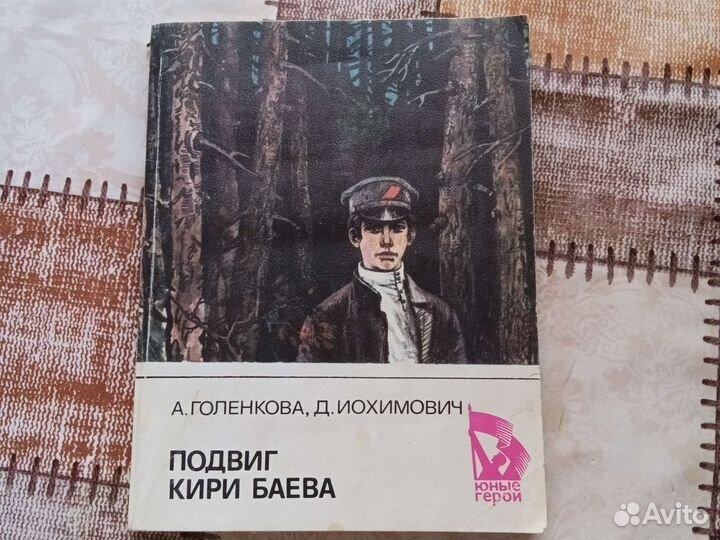 А. ГОЛЕНКОВА, Д. ИОХИМОВИЧ
ПОДВИГ
КИРИ БАЕВА
ЮНЫЕ
ГЕРОИ
Avito